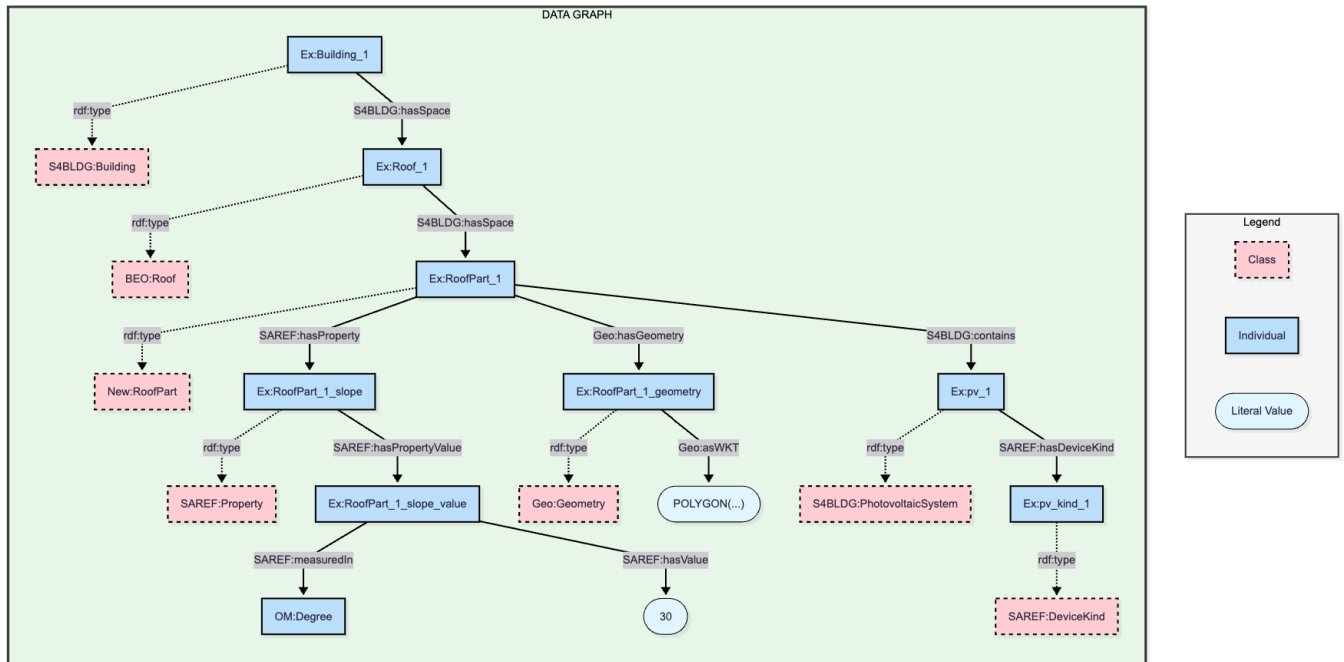 DATA GRAPH
Ex:Building_1
rdf:type
S4BLDG:hasSpace
S4BLDG:Building
Ex:Roof_1
rdf:type
S4BLDG:hasSpace
BEO:Roof
Ex:RoofPart_1
rdf:type
SAREF:hasProperty
Geo:hasGeometry
S4BLDG:contains
New:RoofPart
Ex:RoofPart_1_slope
Ex:RoofPart_1_geometry
Ex:pv_1
rdf:type
SAREF:hasPropertyValue
rdf:type
Geo:asWKT
rdf:type
SAREF:hasDeviceKind
SAREF:Property
Ex:RoofPart_1_slope_value
Geo:Geometry
POLYGON(...)
S4BLDG:PhotovoltaicSystem
Ex:pv_kind_1
SAREF:measuredIn
SAREF:hasValue
rdf:type
OM:Degree
30
SAREF:DeviceKind
Legend
Class
Individual
Literal Value